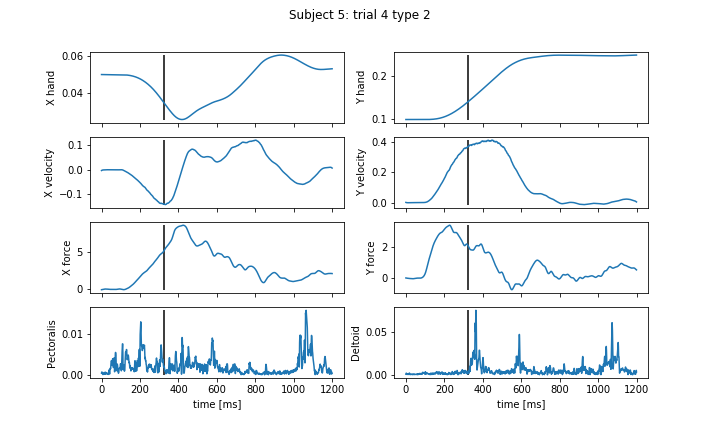 Subject 5: trial 4 type 2
X hand
0.06
0.04
Y hand
0.2
0.1
X velocity
0.1
0.0
−0.1
Y velocity
0.4
0.2
0.0
X force
5
0
Y force
2
0
Pectoralis
0.01
0.00
0 200 400 600 800 1000 1200
time [ms]
Deltoid
0.05
0.00
0 200 400 600 800 1000 1200
time [ms]